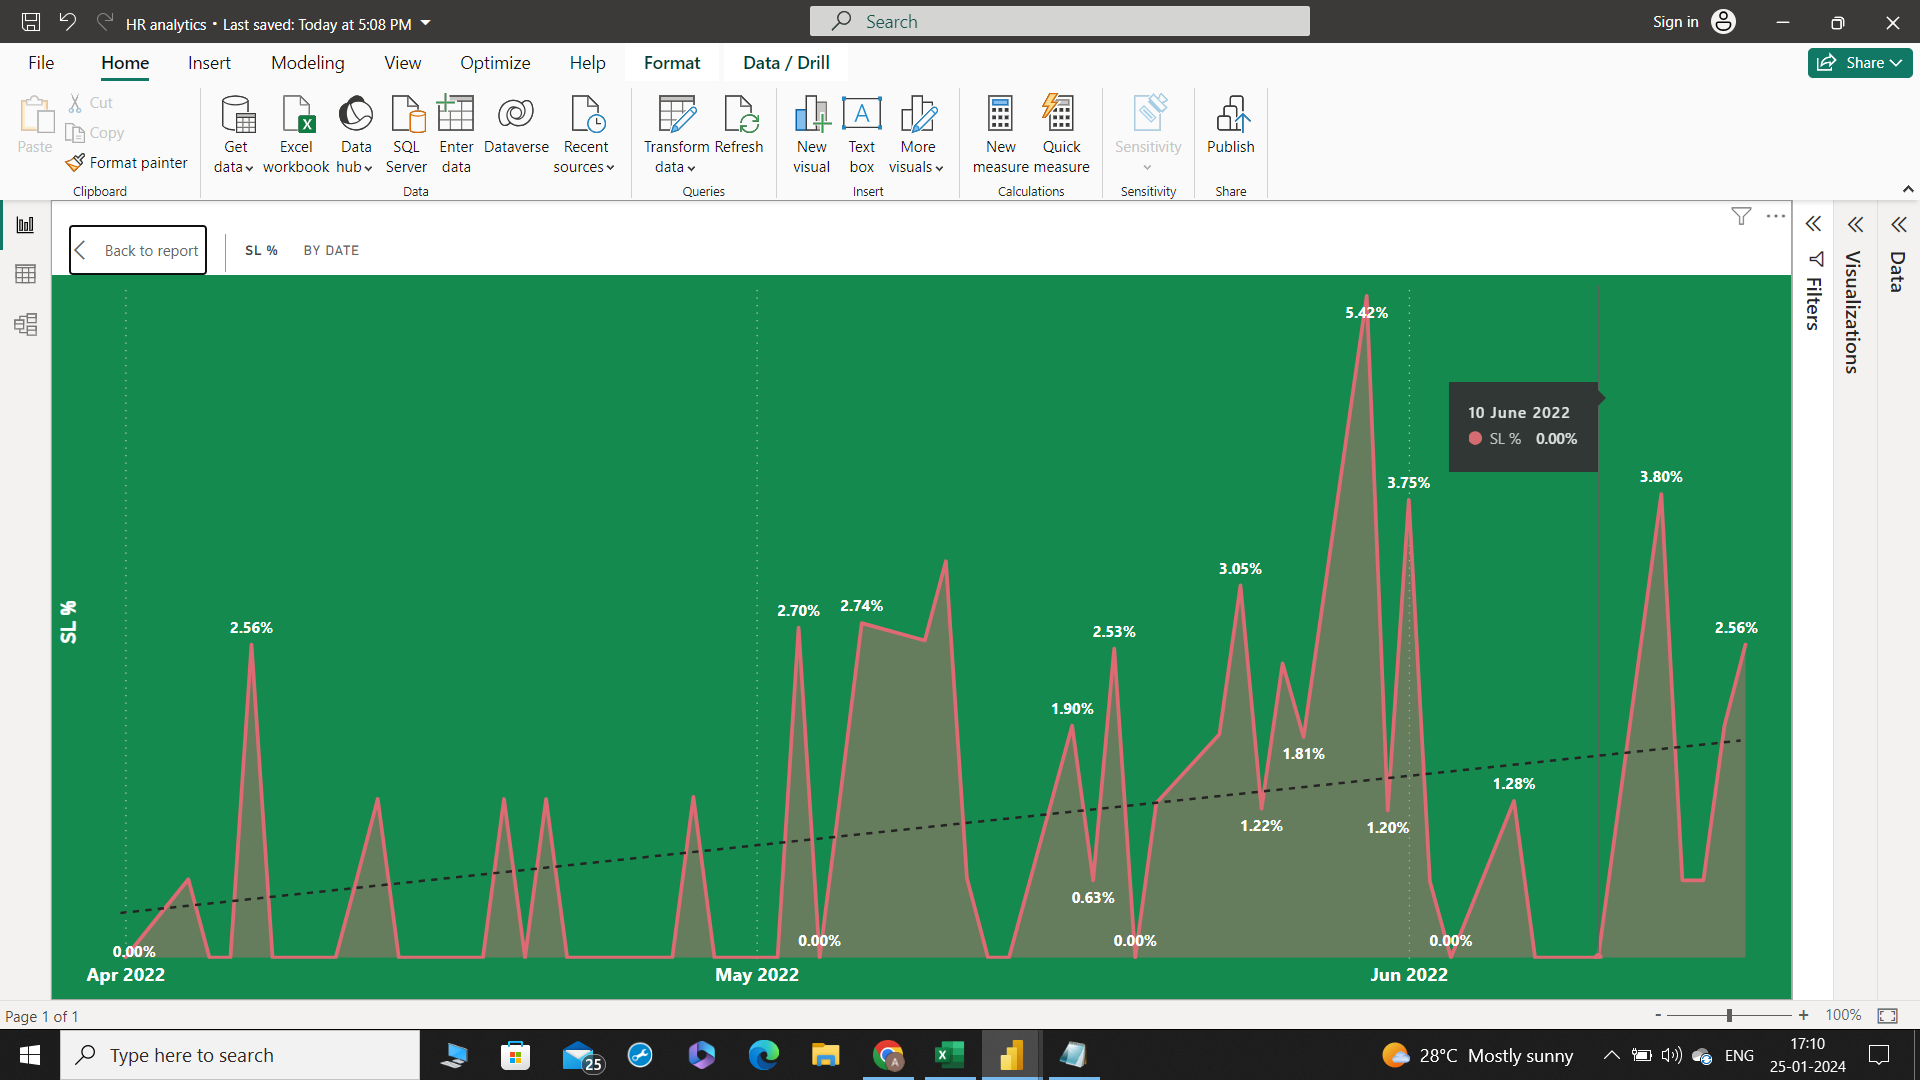 HR analytics • Last saved: Today at 5:08 PM
Search
Sign in
File Home Insert Modeling View Optimize Help Format Data / Drill
Share
Paste
Cut
Copy
Format painter
Clipboard
Get data
Excel workbook
Data hub
SQL Server
Enter data
Dataverse
Recent sources
Data
Transform data
Refresh
Queries
New visual
Text box
More visuals
Insert
New measure
Quick measure
Calculations
Sensitivity
Sensitivity
Publish
Share
Back to report
SL % BY DATE
Filters
Visualizations
Data
5.42%
10 June 2022
SL % 0.00%
3.80%
3.75%
3.05%
SL %
2.56%
2.70%
2.74%
2.53%
2.56%
1.90%
1.81%
1.28%
1.22%
1.20%
0.63%
0.00%
0.00%
0.00%
0.00%
Apr 2022
May 2022
Jun 2022
Page 1 of 1
- + 100%
Type here to search
25
A
28°C Mostly sunny
ENG
17:10
25-01-2024